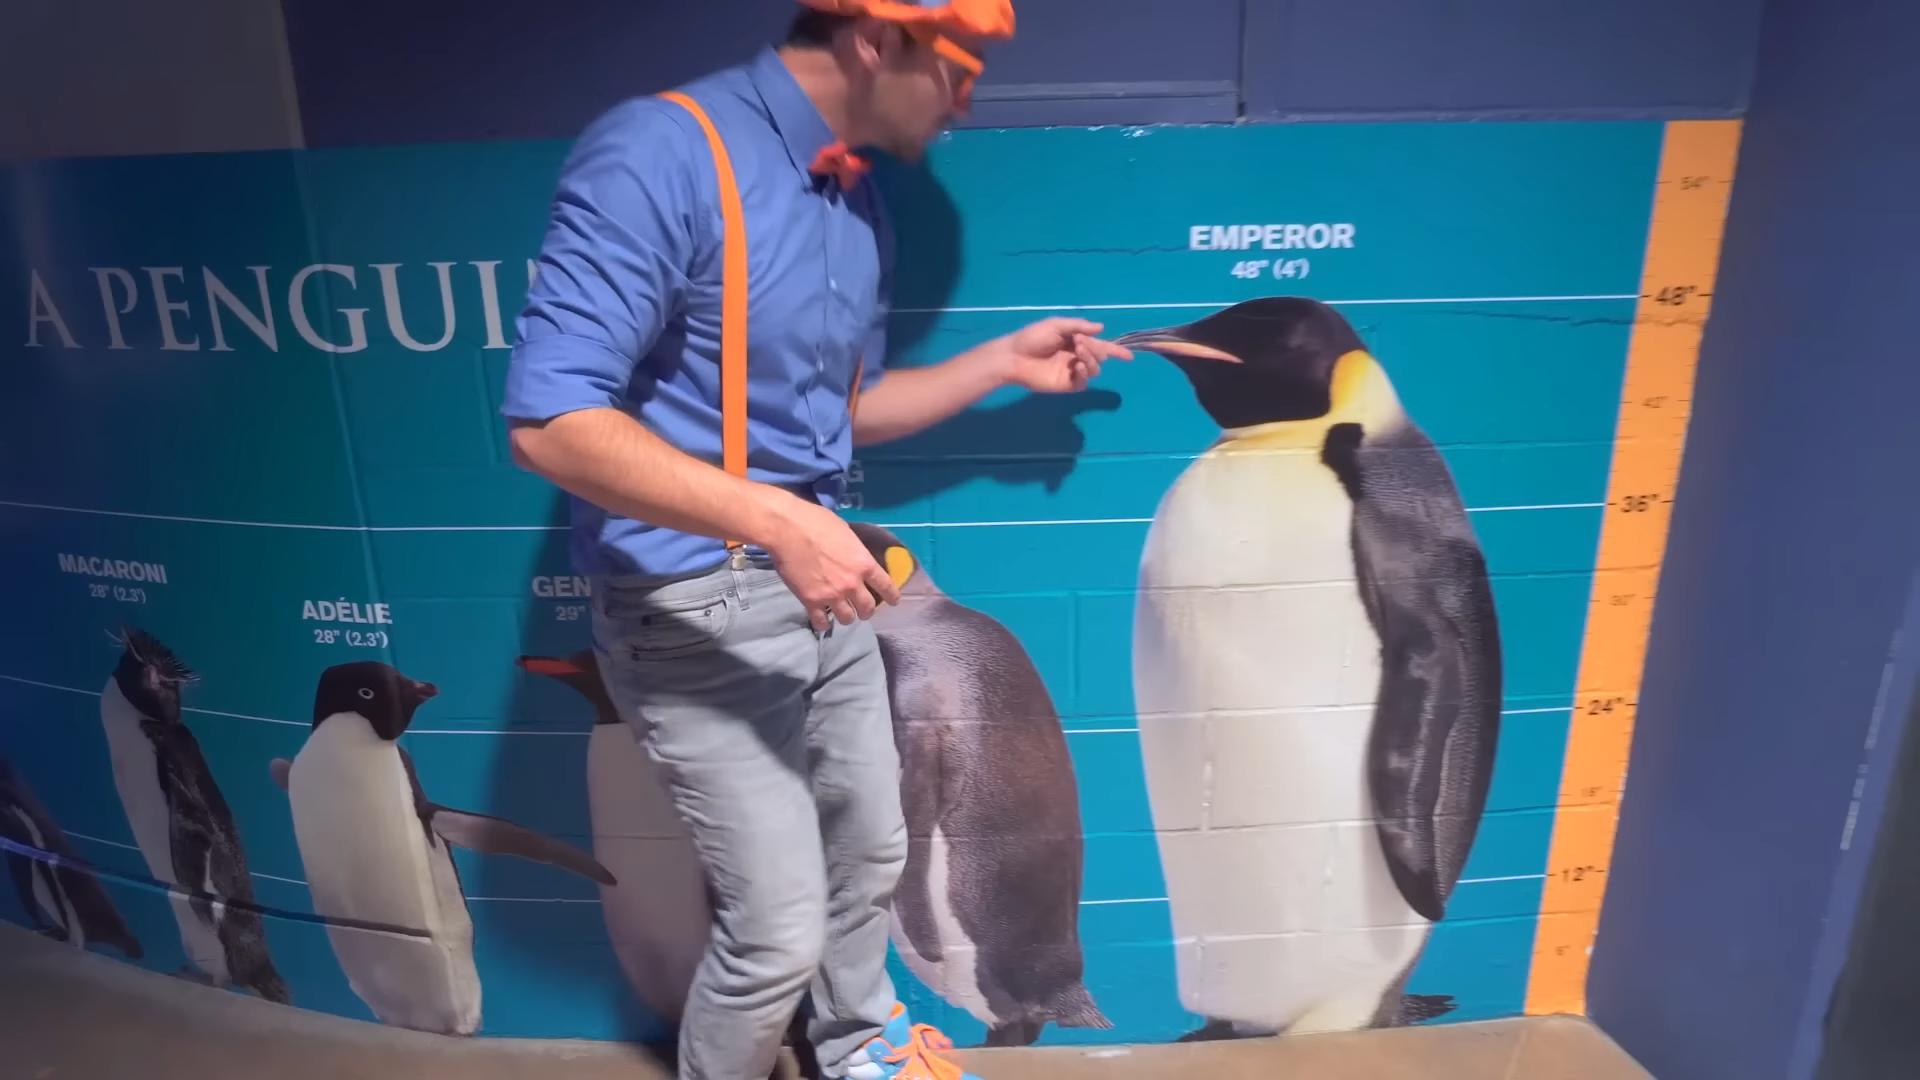 A PENGUI
EMPEROR
48" (4')
MACARONI
28" (2.3')
ADÉLIE
28" (2.3')
GEN
29"
G
3')
54"
48"
42"
36"
30"
24"
18"
12"
6"